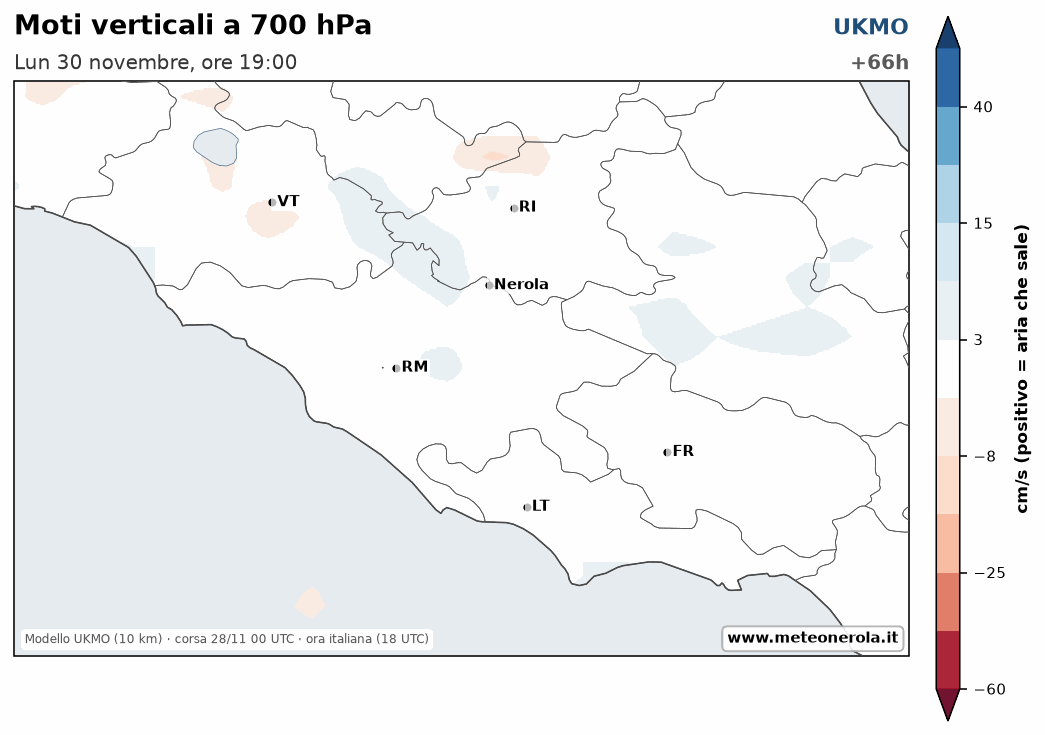 Moti verticali a 700 hPa
UKMO
Lun 30 novembre, ore 19:00
+66h
VT
RI
Nerola
RM
FR
LT
Modello UKMO (10 km) · corsa 28/11 00 UTC · ora italiana (18 UTC)
www.meteonerola.it
40
15
3
−8
−25
−60
cm/s (positivo = aria che sale)